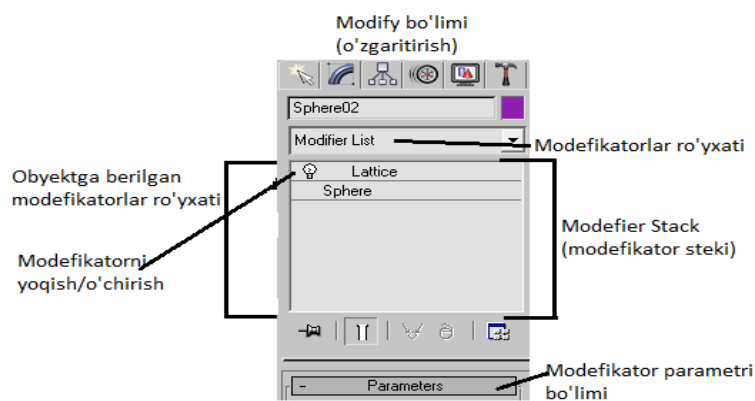 Modify bo'limi
(o'zgaritirish)
Sphere02
Modifier List
Modefikatorlar ro'yxati
Obyektga berilgan
modefikatorlar ro'yxati
Lattice
Sphere
Modefier Stack
(modefikator steki)
Modefikatorni
yoqish/o'chirish
Modefikator parametri
bo'limi
- Parameters